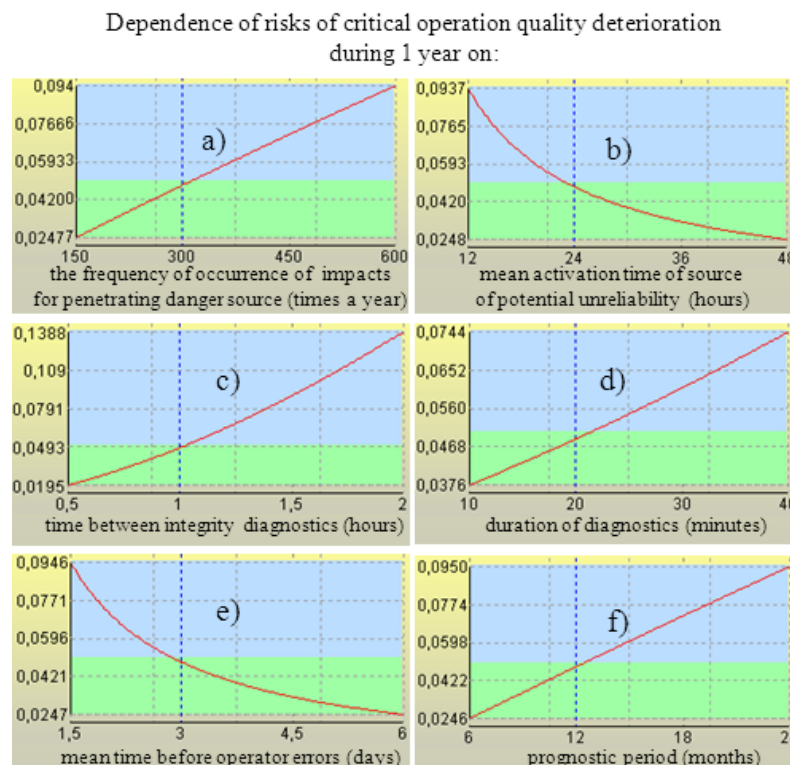 Dependence of risks of critical operation quality deterioration
during 1 year on:
0,094
0,07666
0,05933
0,04200
0,02477
a)
150 300 450 600
the frequency of occurrence of impacts
for penetrating danger source (times a year)
0,0937
0,0765
0,0593
0,0420
0,0248
b)
12 24 36 48
mean activation time of source
of potential unreliability (hours)
0,1388
0,109
0,0791
0,0493
0,0195
c)
0,5 1 1,5 2
time between integrity diagnostics (hours)
0,0744
0,0652
0,0560
0,0468
0,0376
d)
10 20 30 40
duration of diagnostics (minutes)
0,0946
0,0771
0,0596
0,0421
0,0247
e)
1,5 3 4,5 6
mean time before operator errors (days)
0,0950
0,0774
0,0598
0,0422
0,0246
f)
6 12 18
prognostic period (months)